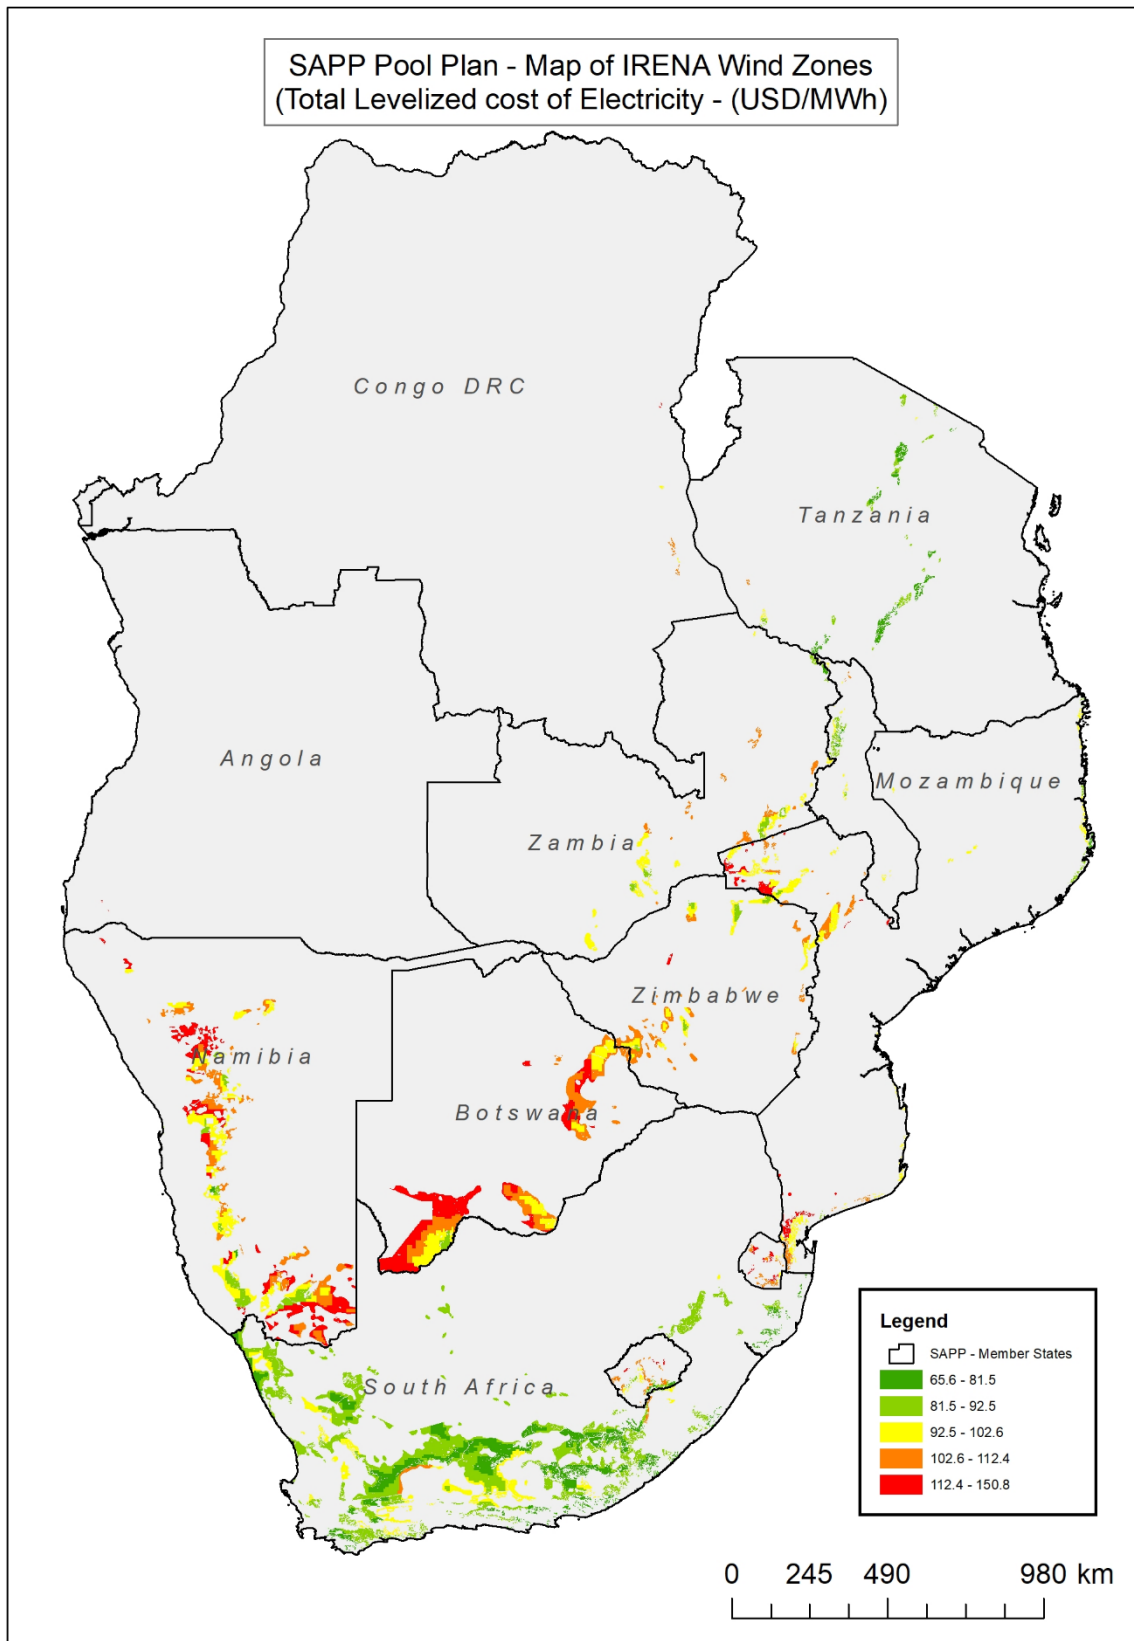 SAPP Pool Plan - Map of IRENA Wind Zones
(Total Levelized cost of Electricity - (USD/MWh)
Congo DRC
Tanzania
Angola
Mozambique
Zambia
Zimbabwe
Namibia
Botswana
South Africa
Legend
SAPP - Member States
65.6 - 81.5
81.5 - 92.5
92.5 - 102.6
102.6 - 112.4
112.4 - 150.8
0 245 490 980 km